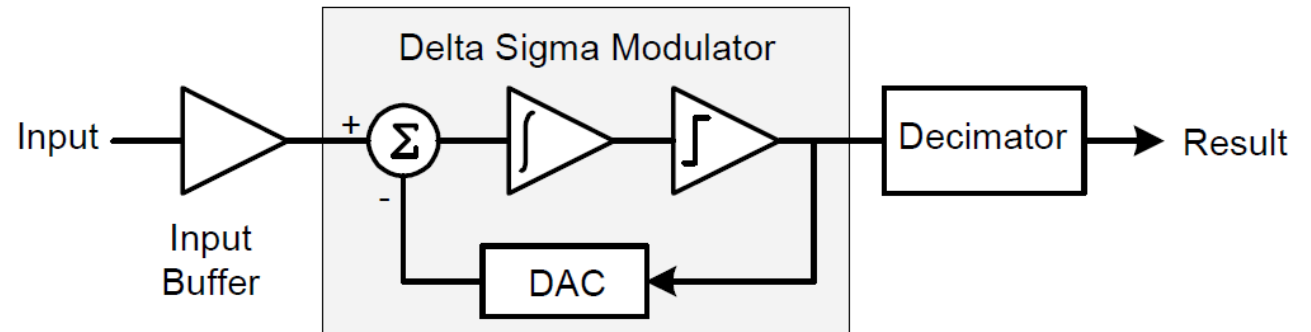 Delta Sigma Modulator
Input
+
Σ
∫
-
Decimator
Result
Input
Buffer
DAC